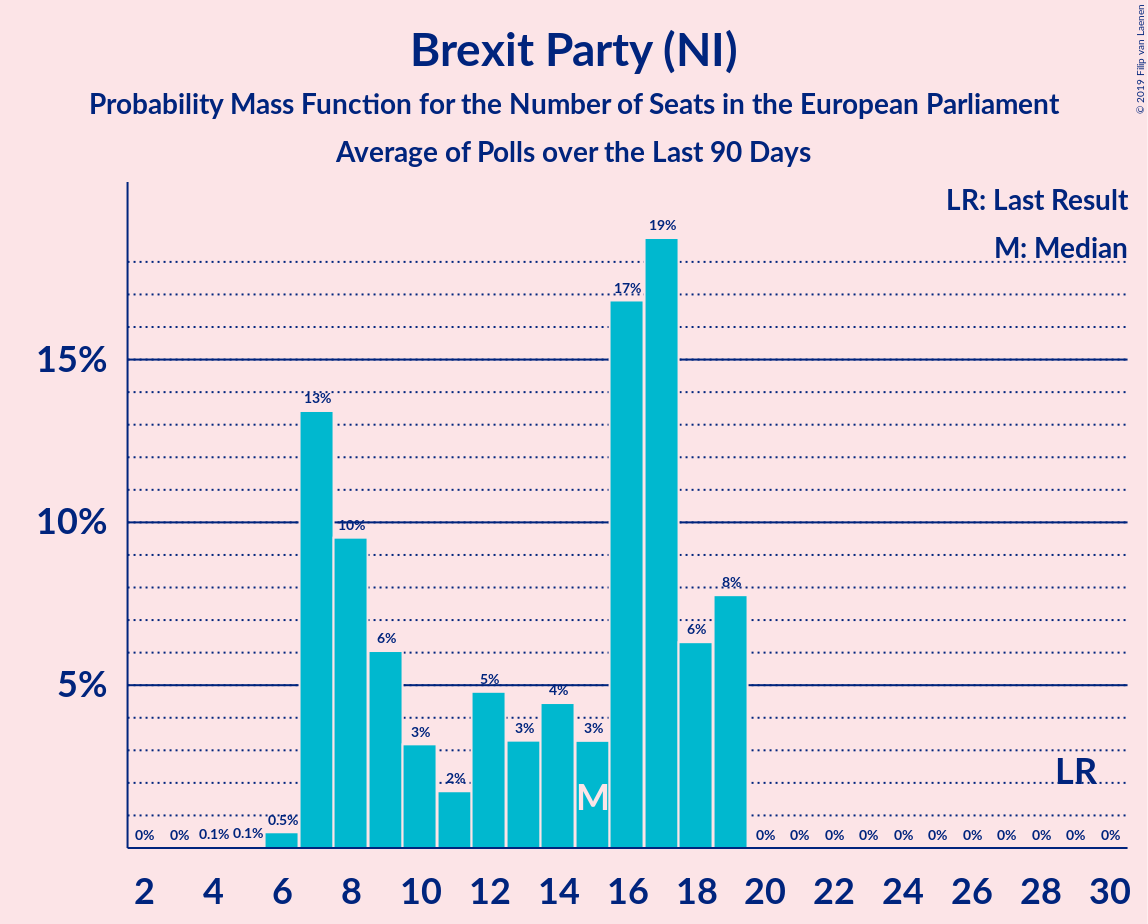 Brexit Party (NI)
Probability Mass Function for the Number of Seats in the European Parliament
Average of Polls over the Last 90 Days
© 2019 Filip van Laenen
LR: Last Result
M: Median
15%
10%
5%
0% 0% 0.1% 0.1% 0.5% 13% 10% 6% 3% 2% 5% 3% 4% 3% 17% 19% 6% 8% 0% 0% 0% 0% 0% 0% 0% 0% 0% 0% 0%
M
LR
2 4 6 8 10 12 14 16 18 20 22 24 26 28 30